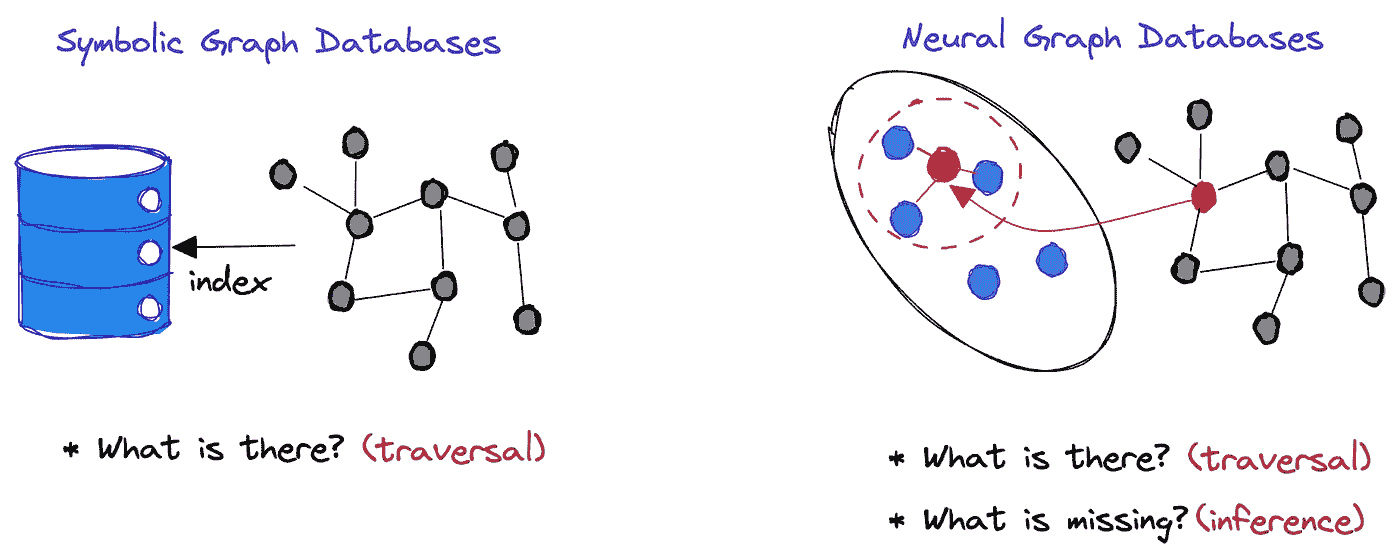 Symbolic Graph Databases
index
* What is there? (traversal)
Neural Graph Databases
* What is there? (traversal)
* What is missing? (inference)